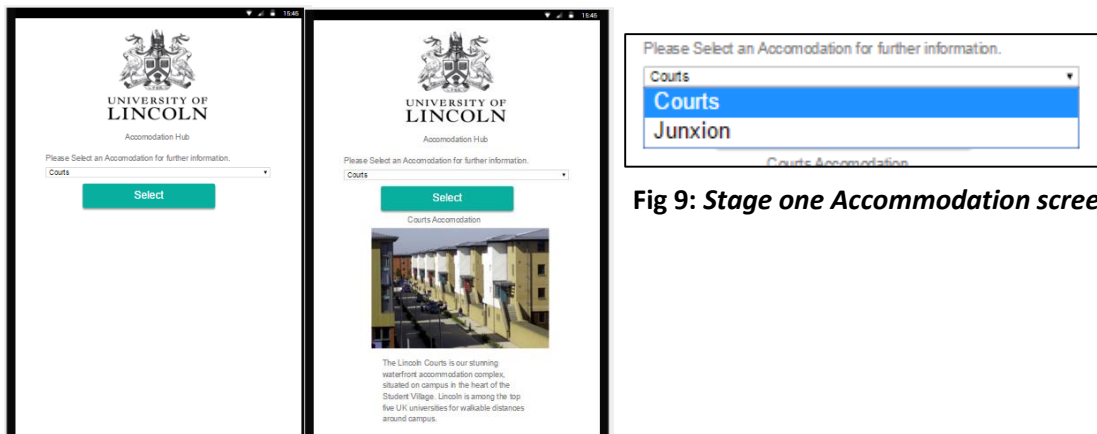 15:45
UNIVERSITY OF
LINCOLN
Accomodation Hub
Please Select an Accomodation for further information.
Courts
Select
15:45
UNIVERSITY OF
LINCOLN
Accomodation Hub
Please Select an Accomodation for further information.
Courts
Select
Courts Accomodation
The Lincoln Courts is our stunning
waterfront accommodation complex,
situated on campus in the heart of the
Student Village. Lincoln is among the top
five UK universities for walkable distances
around campus.
Please Select an Accomodation for further information.
Courts
Courts
Junxion
Courts Accomodation
Fig 9: Stage one Accommodation scree